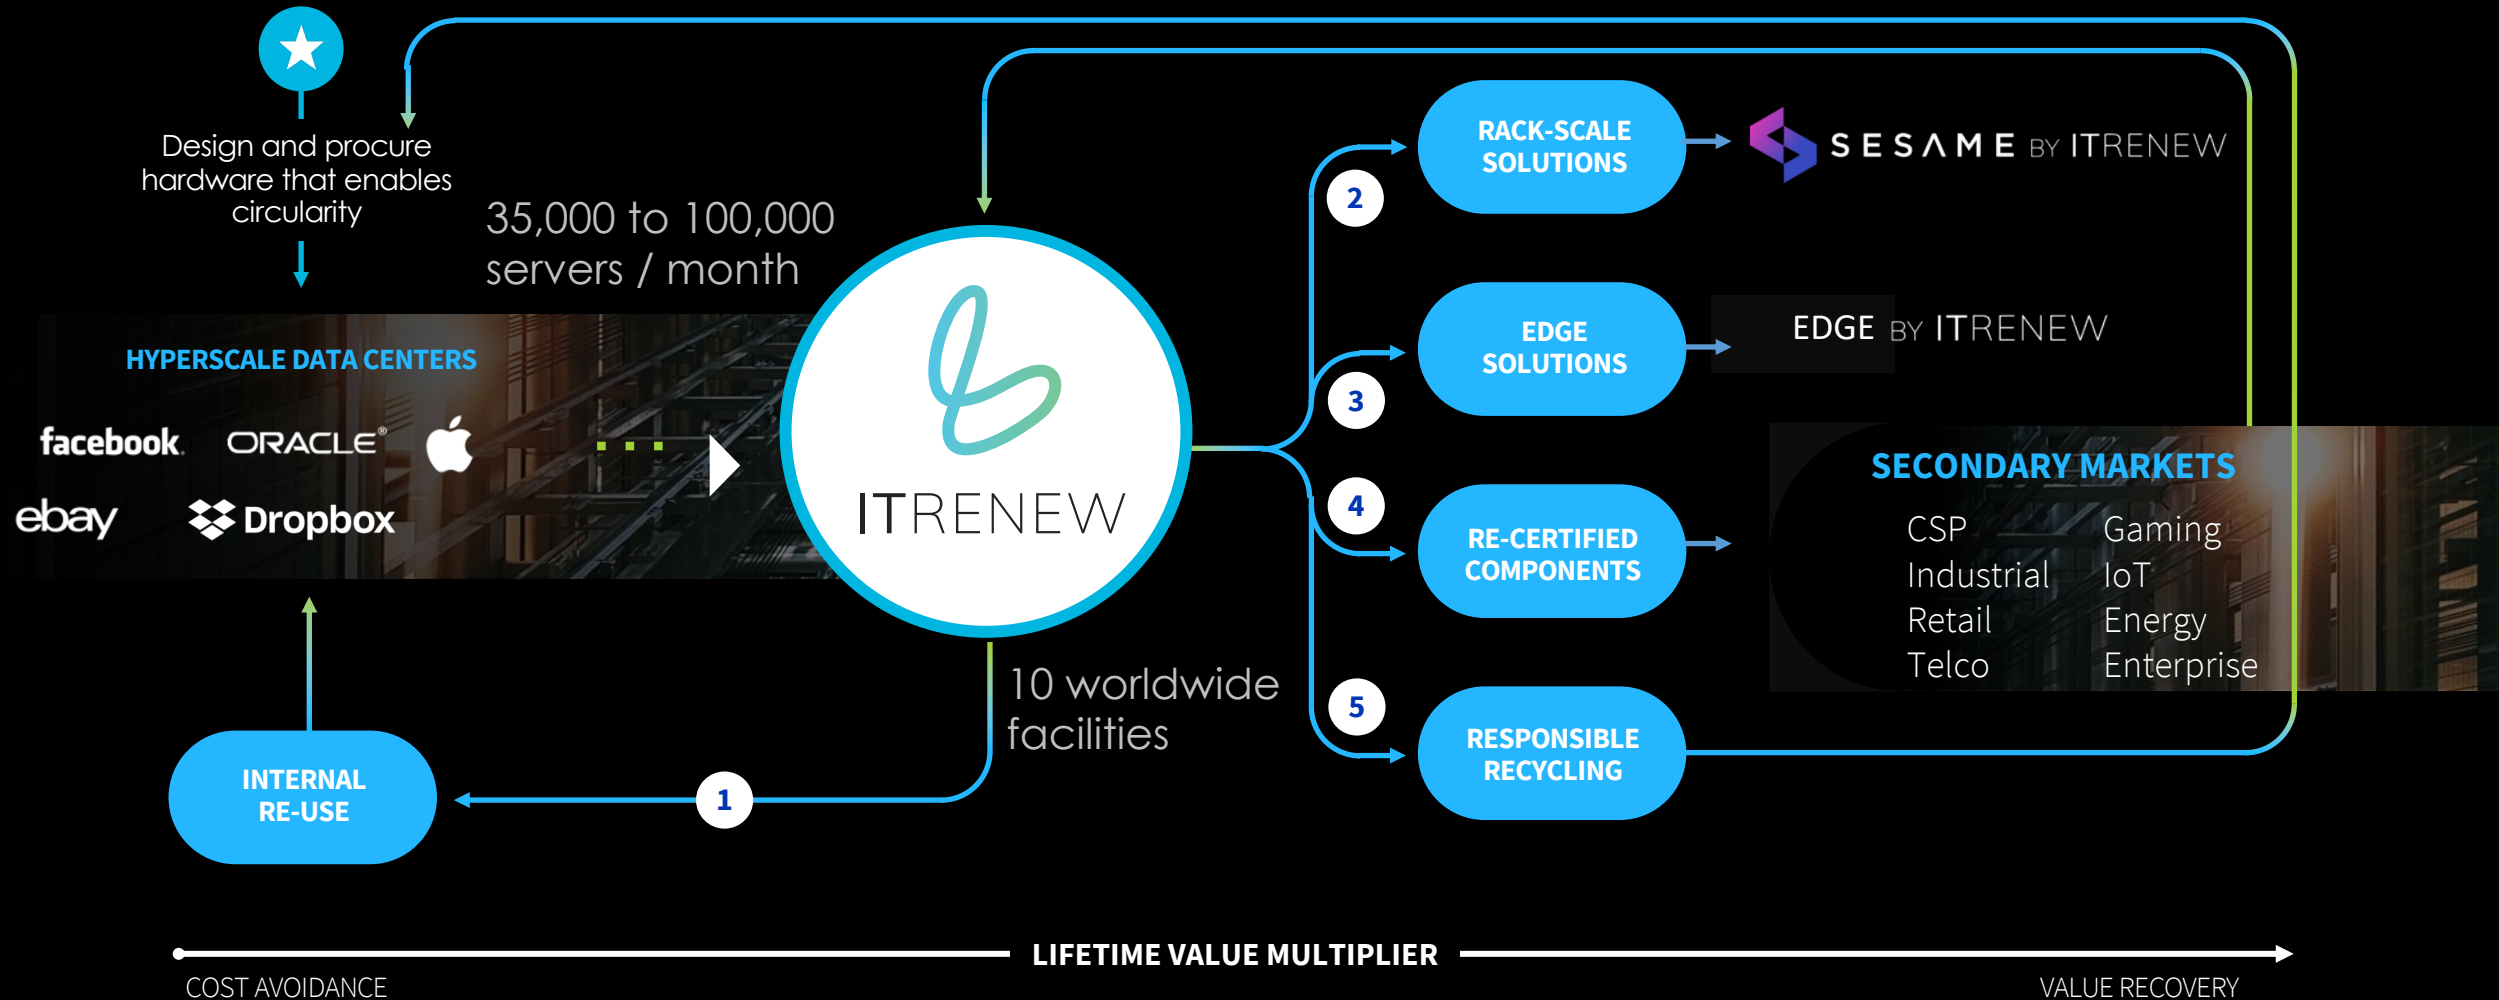 Design and procure
hardware that enables
circularity
35,000 to 100,000
servers / month
HYPERSCALE DATA CENTERS
facebook.
ORACLE®
ebay
Dropbox
ITRENEW
10 worldwide
facilities
1
INTERNAL
RE-USE
2
RACK-SCALE
SOLUTIONS
SESAME BY ITRENEW
3
EDGE
SOLUTIONS
EDGE BY ITRENEW
4
RE-CERTIFIED
COMPONENTS
SECONDARY MARKETS
CSP
Industrial
Retail
Telco
Gaming
IoT
Energy
Enterprise
5
RESPONSIBLE
RECYCLING
LIFETIME VALUE MULTIPLIER
COST AVOIDANCE
VALUE RECOVERY